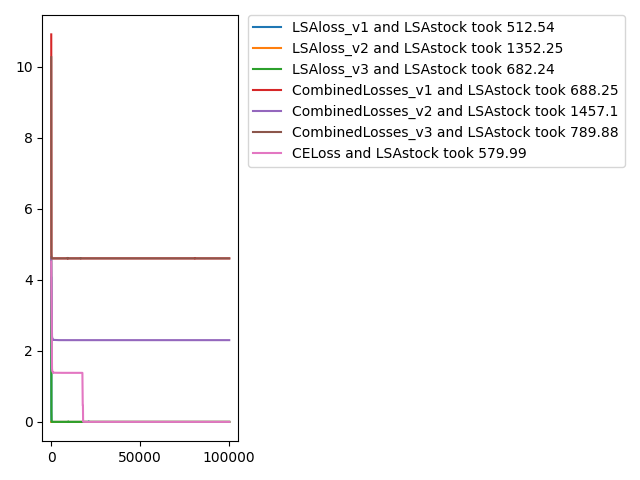 LSAloss_v1 and LSAstock took 512.54
LSAloss_v2 and LSAstock took 1352.25
LSAloss_v3 and LSAstock took 682.24
CombinedLosses_v1 and LSAstock took 688.25
CombinedLosses_v2 and LSAstock took 1457.1
CombinedLosses_v3 and LSAstock took 789.88
CELoss and LSAstock took 579.99
10
8
6
4
2
0
0 50000 100000